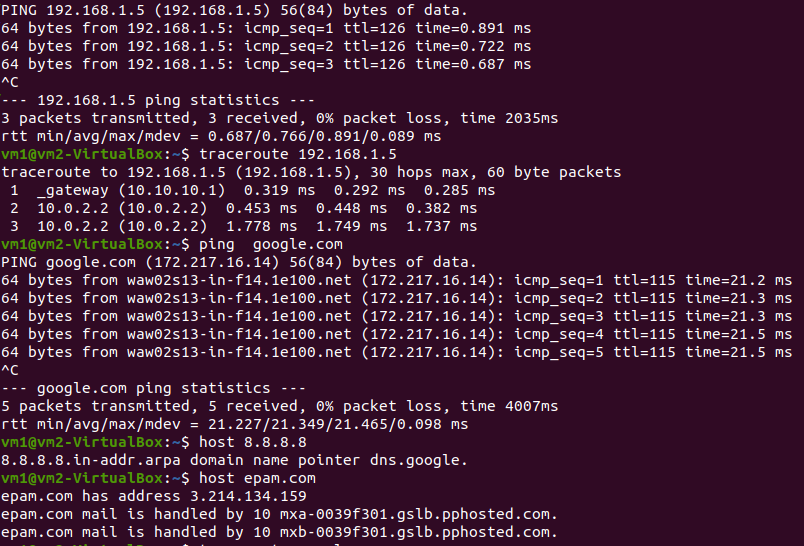 PING 192.168.1.5 (192.168.1.5) 56(84) bytes of data.
64 bytes from 192.168.1.5: icmp_seq=1 ttl=126 time=0.891 ms
64 bytes from 192.168.1.5: icmp_seq=2 ttl=126 time=0.722 ms
64 bytes from 192.168.1.5: icmp_seq=3 ttl=126 time=0.687 ms
^C
--- 192.168.1.5 ping statistics ---
3 packets transmitted, 3 received, 0% packet loss, time 2035ms
rtt min/avg/max/mdev = 0.687/0.766/0.891/0.089 ms
vm1@vm2-VirtualBox:~$ traceroute 192.168.1.5
traceroute to 192.168.1.5 (192.168.1.5), 30 hops max, 60 byte packets
 1  _gateway (10.10.10.1)  0.319 ms  0.292 ms  0.285 ms
 2  10.0.2.2 (10.0.2.2)  0.453 ms  0.448 ms  0.382 ms
 3  10.0.2.2 (10.0.2.2)  1.778 ms  1.749 ms  1.737 ms
vm1@vm2-VirtualBox:~$ ping  google.com
PING google.com (172.217.16.14) 56(84) bytes of data.
64 bytes from waw02s13-in-f14.1e100.net (172.217.16.14): icmp_seq=1 ttl=115 time=21.2 ms
64 bytes from waw02s13-in-f14.1e100.net (172.217.16.14): icmp_seq=2 ttl=115 time=21.3 ms
64 bytes from waw02s13-in-f14.1e100.net (172.217.16.14): icmp_seq=3 ttl=115 time=21.3 ms
64 bytes from waw02s13-in-f14.1e100.net (172.217.16.14): icmp_seq=4 ttl=115 time=21.5 ms
64 bytes from waw02s13-in-f14.1e100.net (172.217.16.14): icmp_seq=5 ttl=115 time=21.5 ms
^C
--- google.com ping statistics ---
5 packets transmitted, 5 received, 0% packet loss, time 4007ms
rtt min/avg/max/mdev = 21.227/21.349/21.465/0.098 ms
vm1@vm2-VirtualBox:~$ host 8.8.8.8
8.8.8.8.in-addr.arpa domain name pointer dns.google.
vm1@vm2-VirtualBox:~$ host epam.com
epam.com has address 3.214.134.159
epam.com mail is handled by 10 mxa-0039f301.gslb.pphosted.com.
epam.com mail is handled by 10 mxb-0039f301.gslb.pphosted.com.